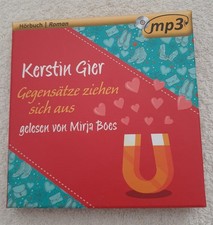 Hörbuch | Roman
mp3
Kerstin Gier
Gegensätze ziehen
sich aus
gelesen von Mirja Boes